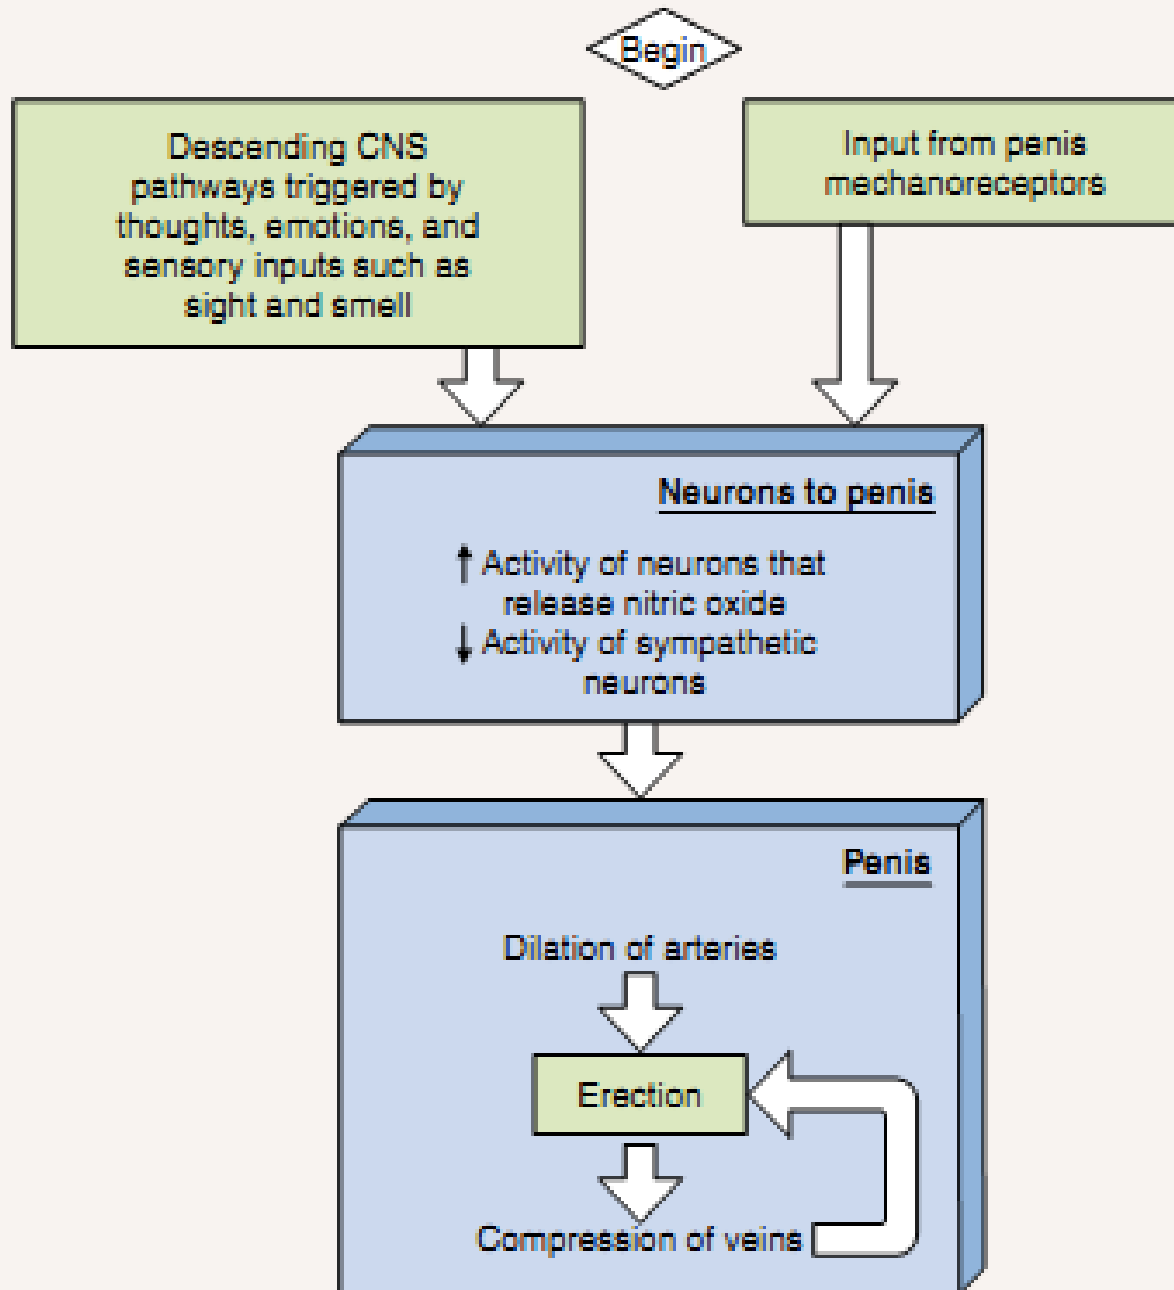 Begin
Descending CNS
pathways triggered by
thoughts, emotions, and
sensory inputs such as
sight and smell
Input from penis
mechanoreceptors
Neurons to penis
↑ Activity of neurons that
release nitric oxide
↓ Activity of sympathetic
neurons
Penis
Dilation of arteries
Erection
Compression of veins